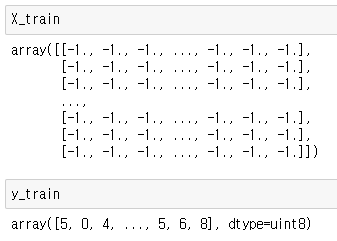 X_train
array([[-1., -1., -1., ..., -1., -1., -1.],
[-1., -1., -1., ..., -1., -1., -1.],
[-1., -1., -1., ..., -1., -1., -1.],
...,
[-1., -1., -1., ..., -1., -1., -1.],
[-1., -1., -1., ..., -1., -1., -1.],
[-1., -1., -1., ..., -1., -1., -1.]])
y_train
array([5, 0, 4, ..., 5, 6, 8], dtype=uint8)